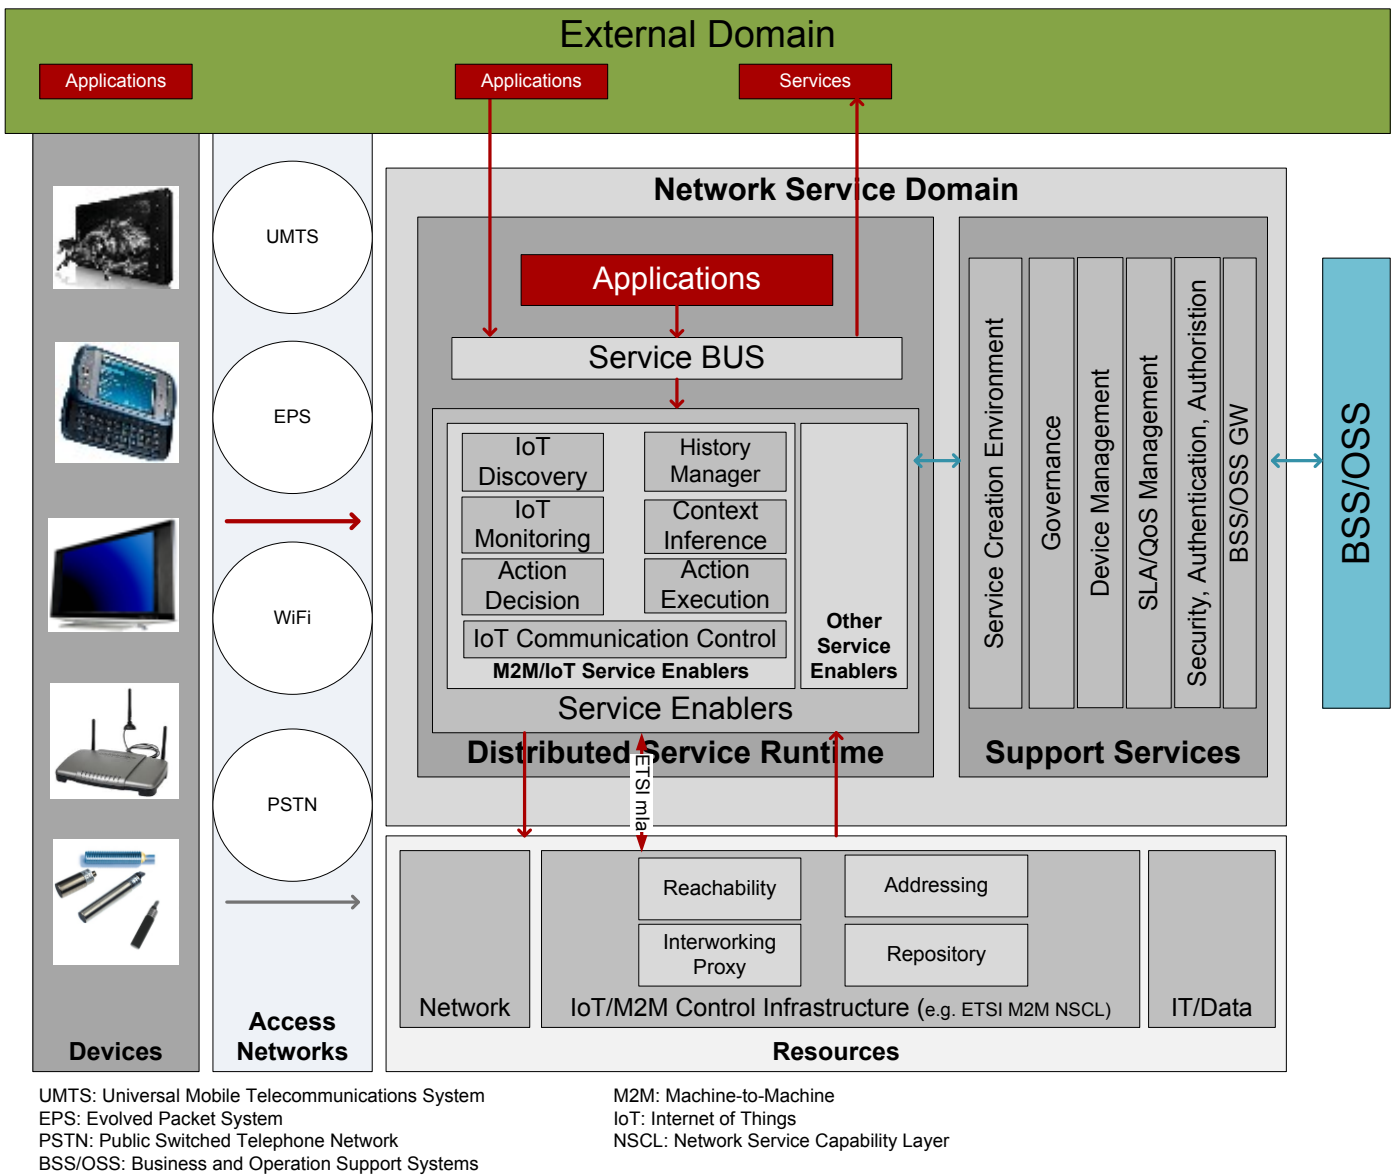 External Domain
Applications
Applications
Services
Network Service Domain
UMTS
EPS
WiFi
PSTN
Applications
Service BUS
IoT
Discovery
History
Manager
IoT
Monitoring
Context
Inference
Action
Decision
Action
Execution
IoT Communication Control
M2M/IoT Service Enablers
Other
Service
Enablers
Service Enablers
Distributed Service Runtime
Service Creation Environment
Governance
Device Management
SLA/QoS Management
Security, Authentication, Authoristion
BSS/OSS GW
Support Services
BSS/OSS
ETSI mla
Reachability
Addressing
Interworking
Proxy
Repository
Network
IoT/M2M Control Infrastructure (e.g. ETSI M2M NSCL)
IT/Data
Resources
Devices
Access
Networks
UMTS: Universal Mobile Telecommunications System
EPS: Evolved Packet System
PSTN: Public Switched Telephone Network
BSS/OSS: Business and Operation Support Systems
M2M: Machine-to-Machine
IoT: Internet of Things
NSCL: Network Service Capability Layer